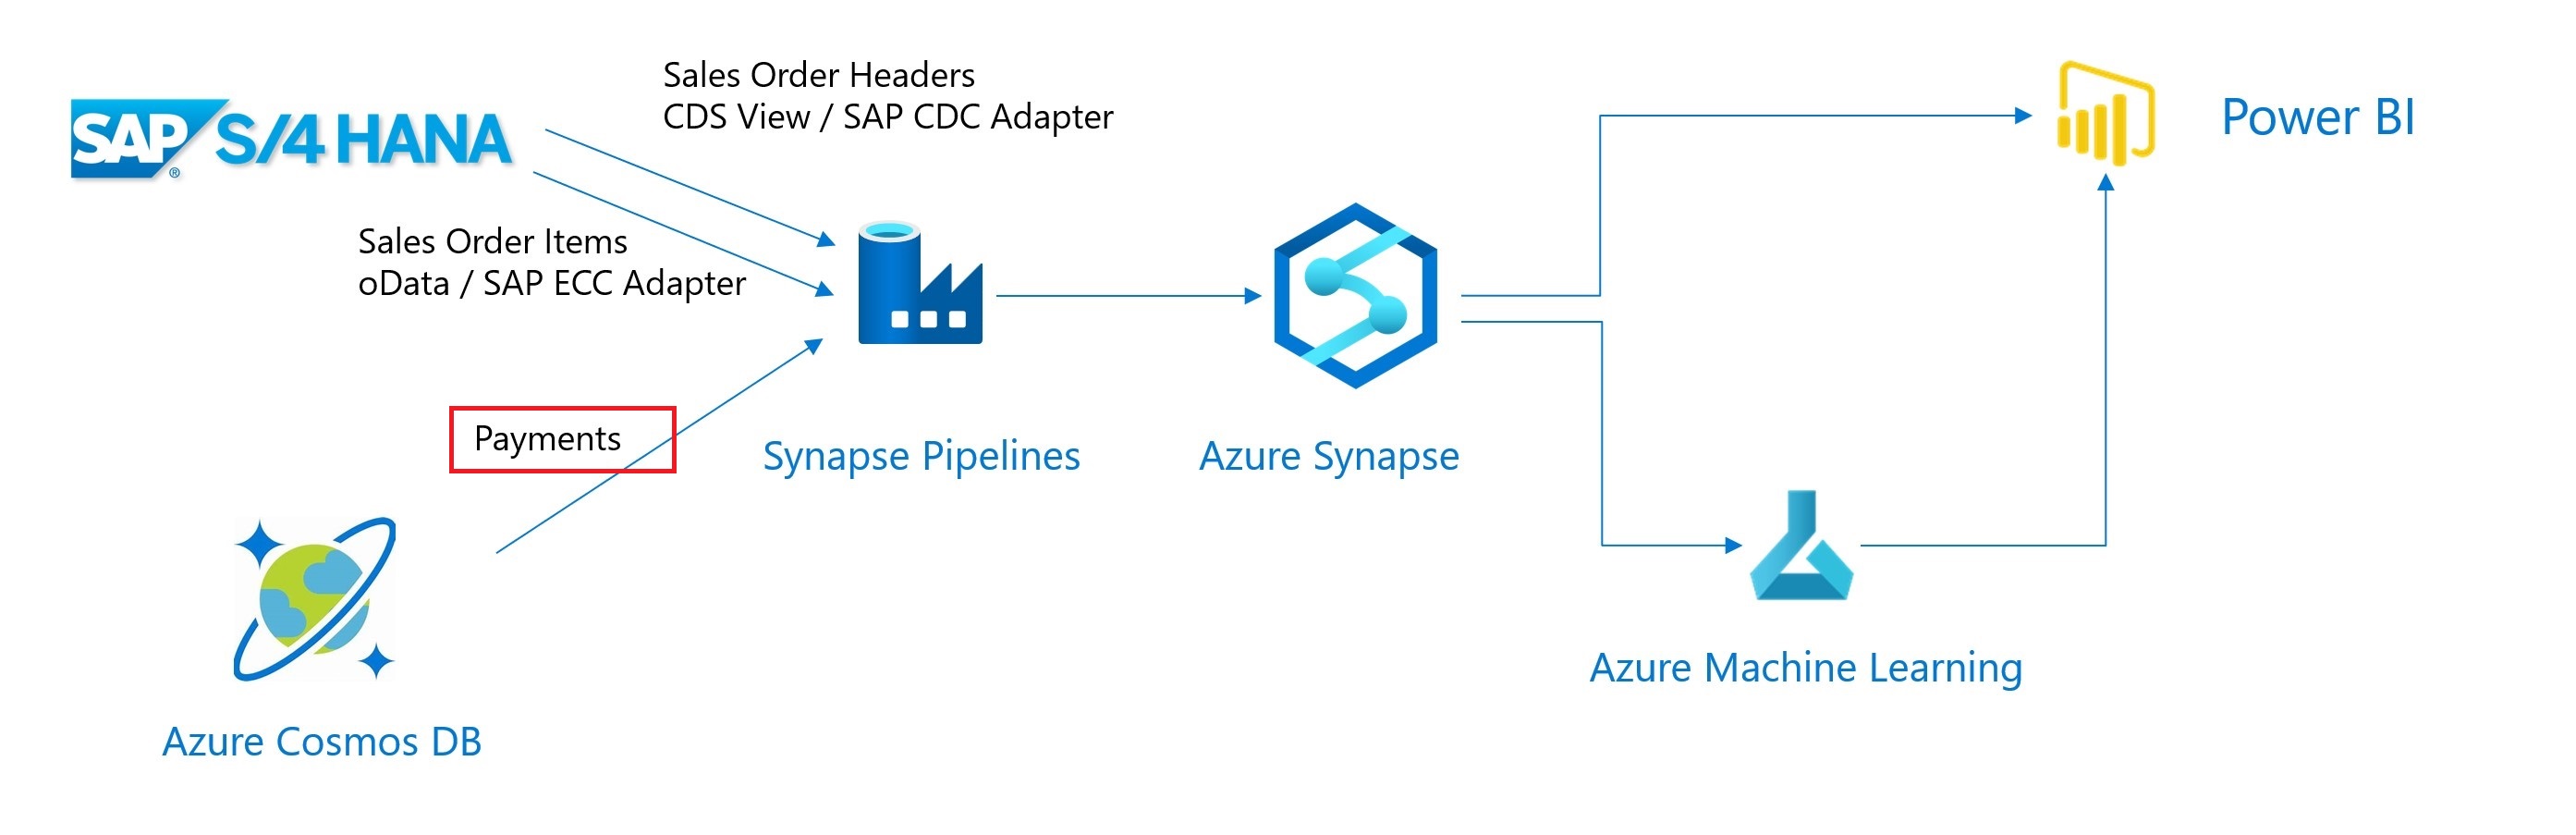 Sales Order Headers
CDS View / SAP CDC Adapter
SAP® S/4 HANA
Power BI
Sales Order Items
oData / SAP ECC Adapter
Payments
Synapse Pipelines
Azure Synapse
Azure Machine Learning
Azure Cosmos DB